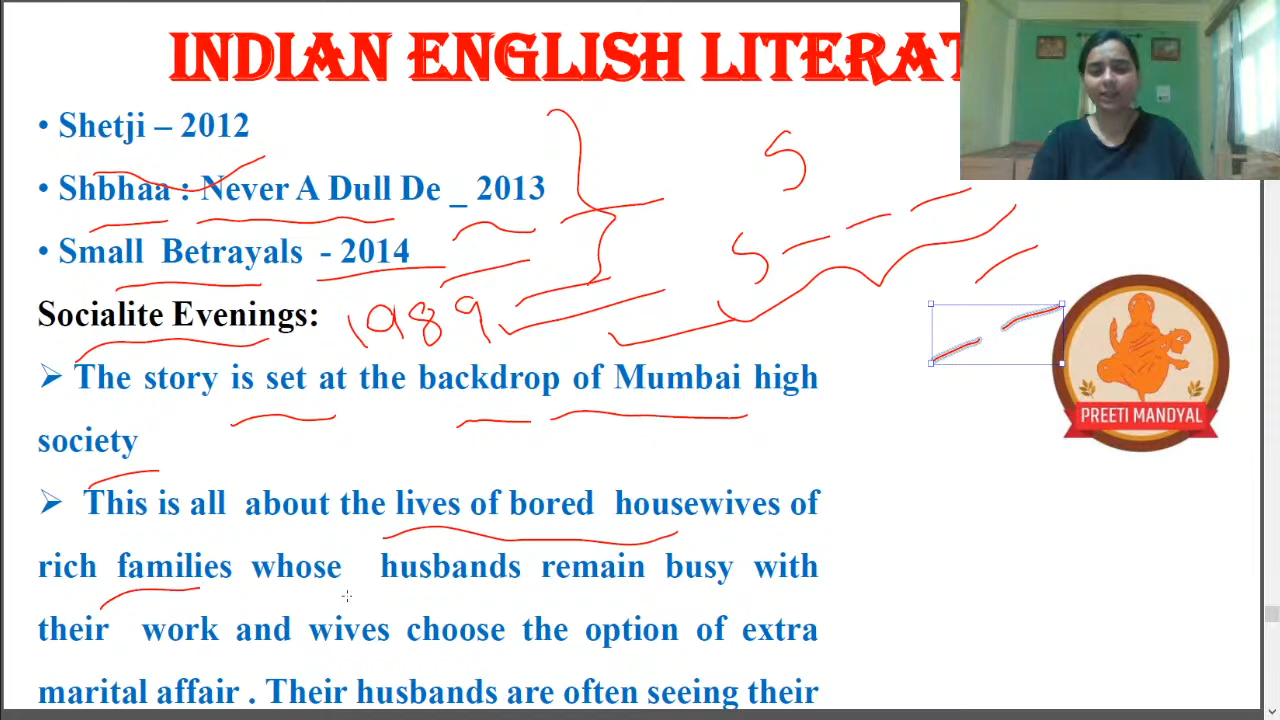 INDIAN ENGLISH LITERAT
• Shetji – 2012
• Shbhaa : Never A Dull De _ 2013
• Small Betrayals - 2014
Socialite Evenings: 1989
➢ The story is set at the backdrop of Mumbai high
society
➢ This is all about the lives of bored housewives of
rich families whose husbands remain busy with
their work and wives choose the option of extra
marital affair . Their husbands are often seeing their
S
S
PREETI MANDYAL